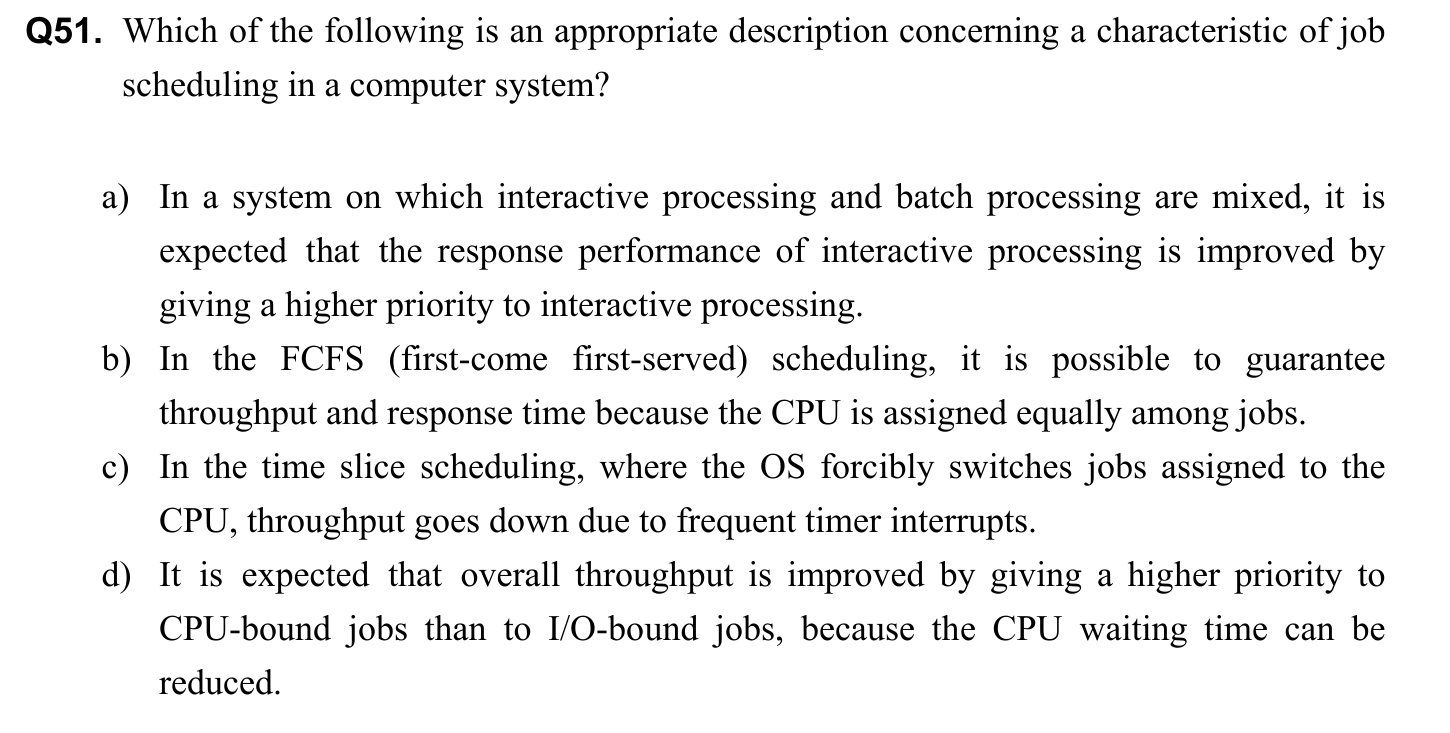 Q51. Which of the following is an appropriate description concerning a characteristic of job
scheduling in a computer system?
a) In a system on which interactive processing and batch processing are mixed, it is
expected that the response performance of interactive processing is improved by
giving a higher priority to interactive processing.
b) In the FCFS (first-come first-served) scheduling, it is possible to guarantee
throughput and response time because the CPU is assigned equally among jobs.
c) In the time slice scheduling, where the OS forcibly switches jobs assigned to the
CPU, throughput goes down due to frequent timer interrupts.
d) It is expected that overall throughput is improved by giving a higher priority to
CPU-bound jobs than to I/O-bound jobs, because the CPU waiting time can be
reduced.